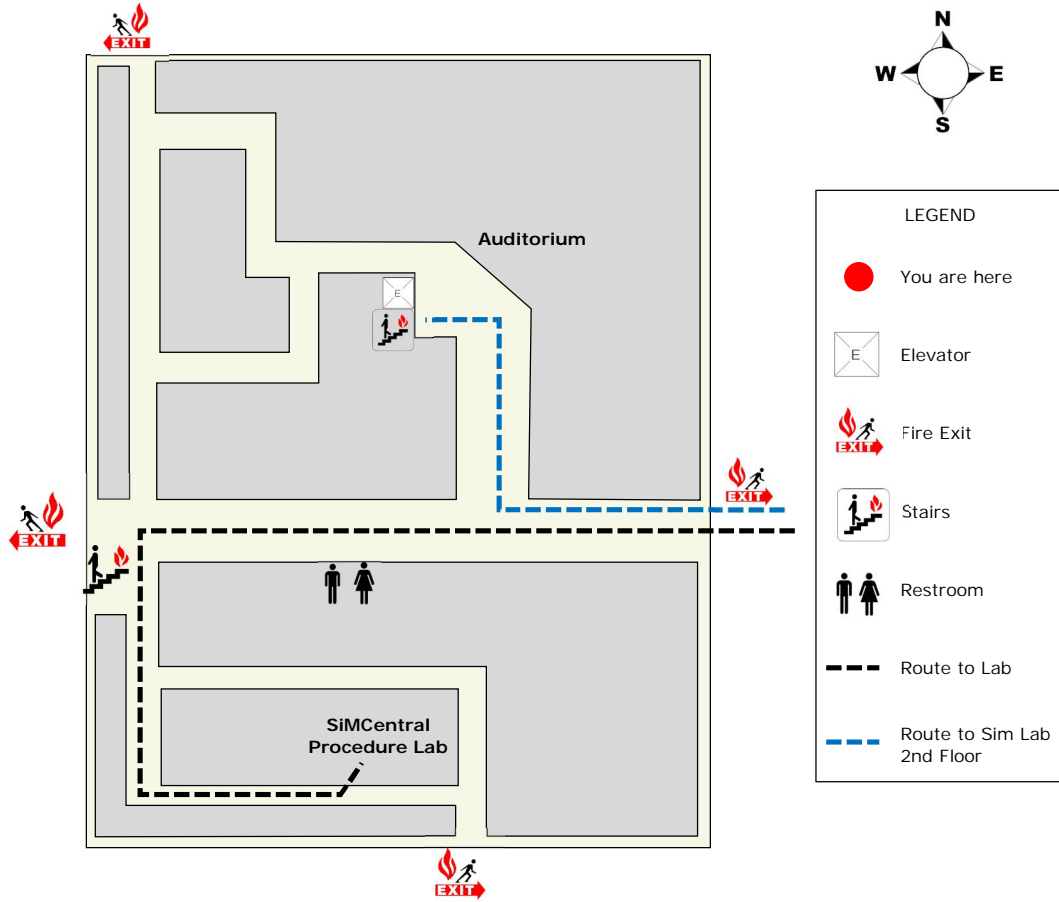 EXIT
N
W E
S
Auditorium
E
EXIT
EXIT
SiMCentral
Procedure Lab
EXIT
LEGEND
You are here
E
Elevator
EXIT
Fire Exit
Stairs
Restroom
Route to Lab
Route to Sim Lab
2nd Floor